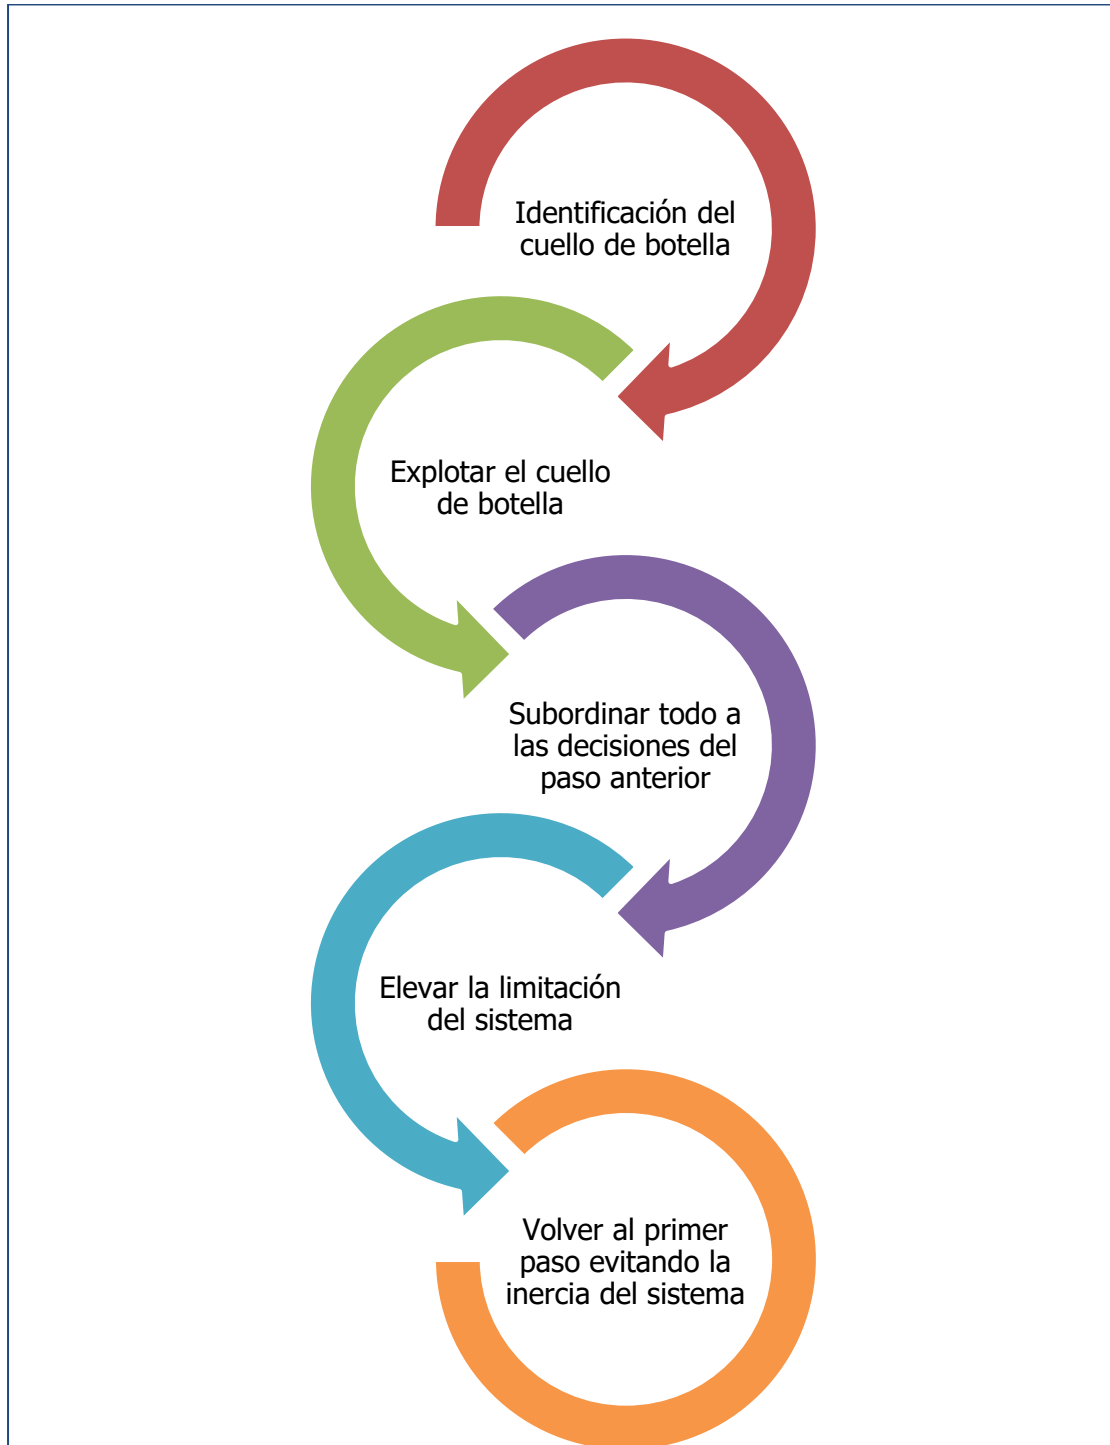 Identificación del
cuello de botella
Explotar el cuello
de botella
Subordinar todo a
las decisiones del
paso anterior
Elevar la limitación
del sistema
Volver al primer
paso evitando la
inercia del sistema